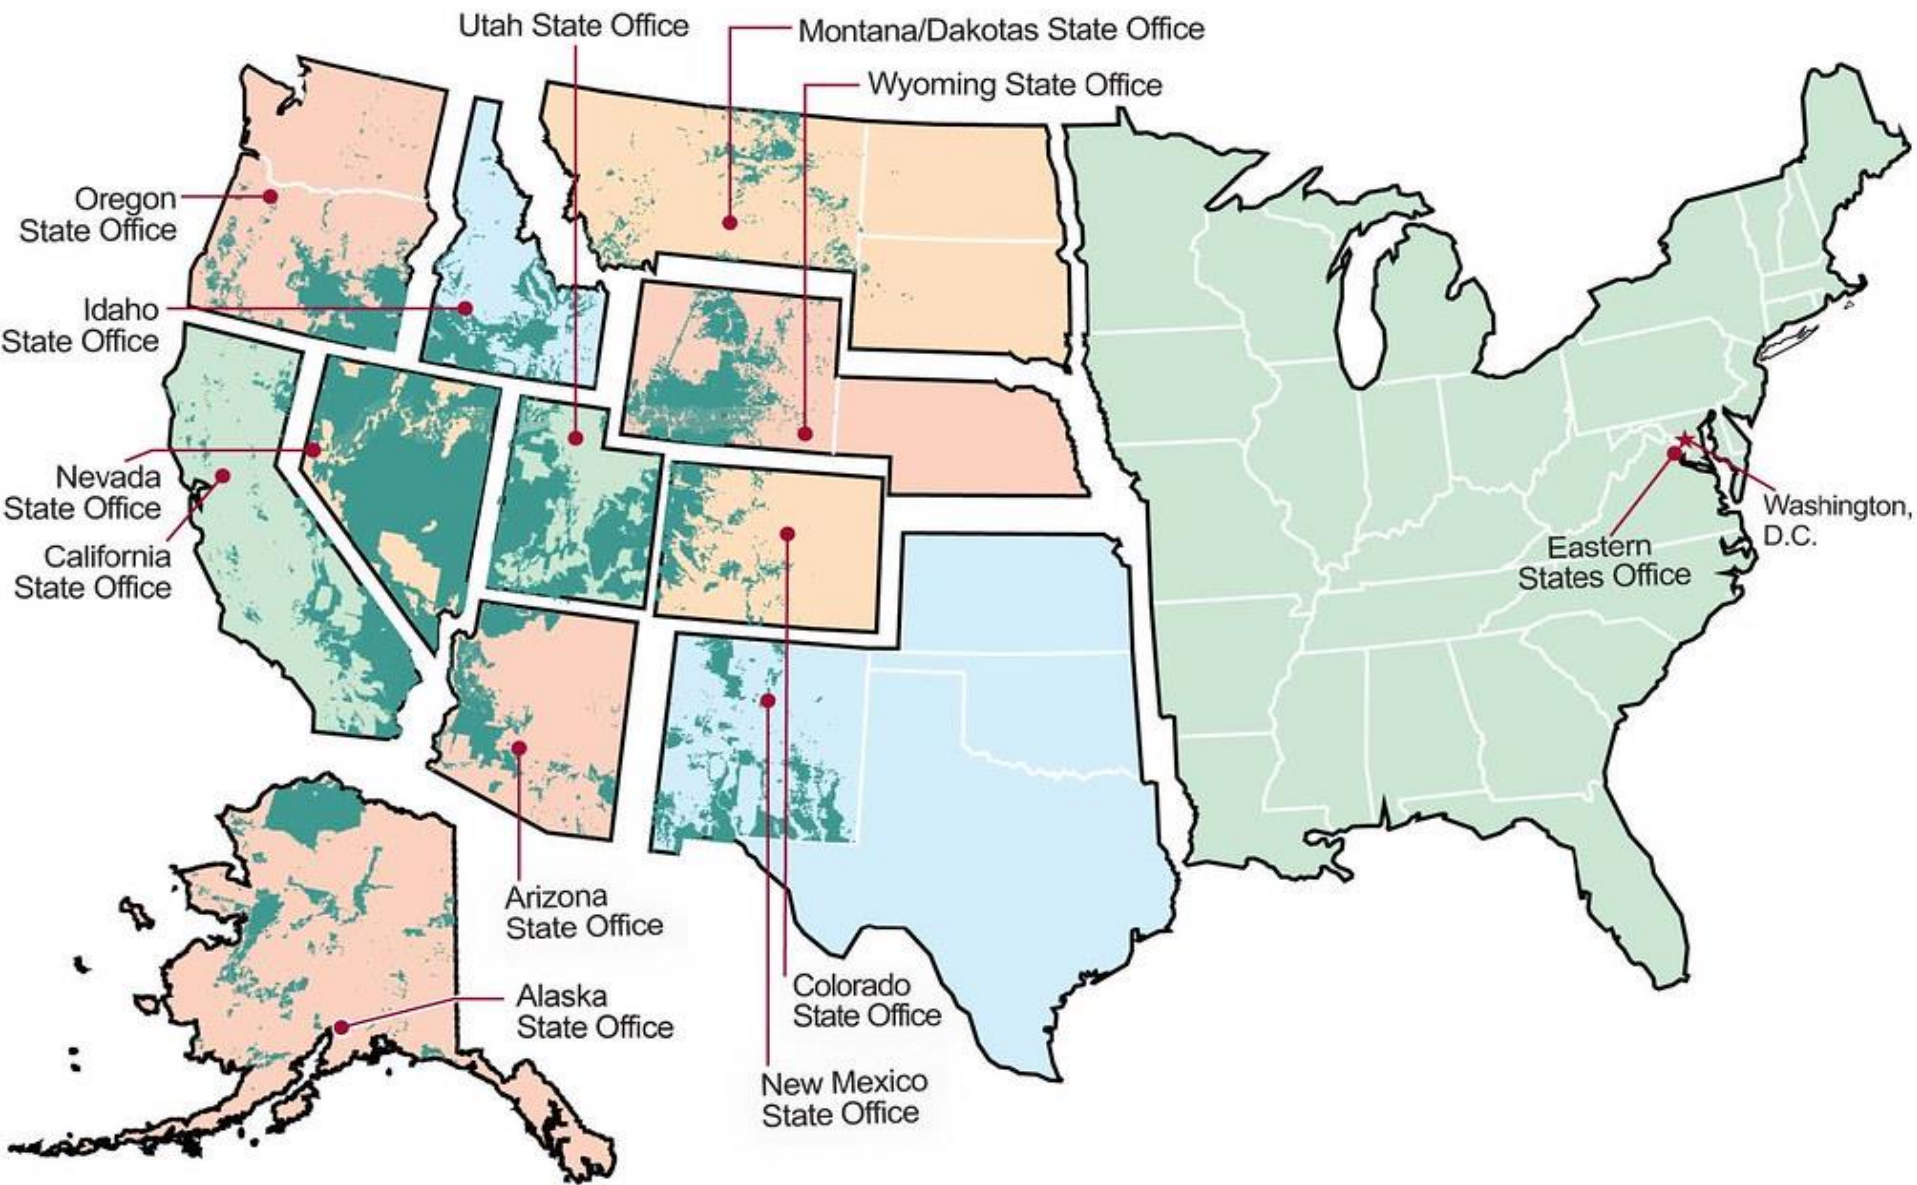 Utah State Office
Montana/Dakotas State Office
Wyoming State Office
Oregon
State Office
Idaho
State Office
Nevada
State Office
California
State Office
Washington,
D.C.
Eastern
States Office
Arizona
State Office
Alaska
State Office
Colorado
State Office
New Mexico
State Office